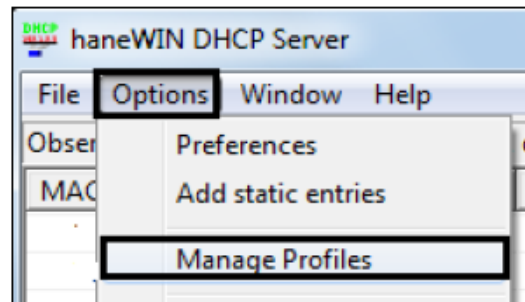 DHCP haneWIN DHCP Server
File Options Window Help
Obser
Preferences
MAC
Add static entries
Manage Profiles